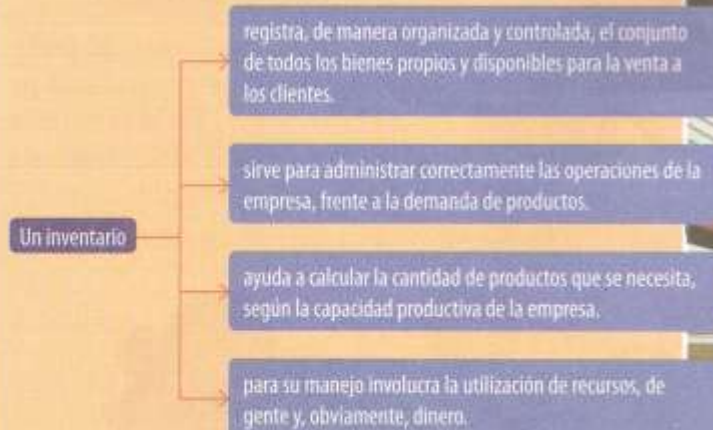 registra, de manera organizada y controlada, el conjunto
de todos los bienes propios y disponibles para la venta a
los clientes.
sirve para administrar correctamente las operaciones de la
empresa, frente a la demanda de productos.
Un inventario
ayuda a calcular la cantidad de productos que se necesita,
según la capacidad productiva de la empresa.
para su manejo involucra la utilización de recursos, de
gente y, obviamente, dinero.